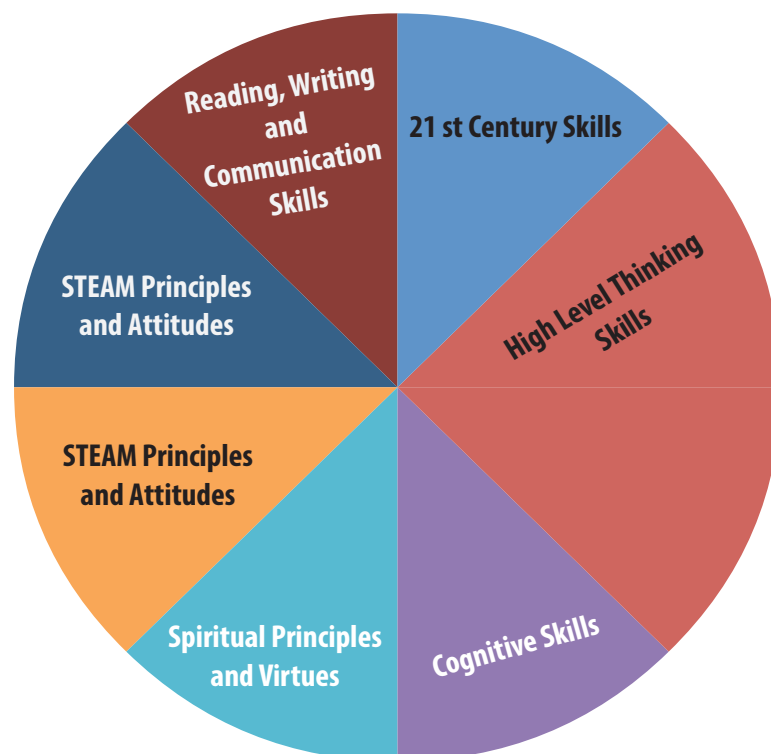 Reading, Writing
and
Communication
Skills
21 st Century Skills
High Level Thinking
Skills
STEAM Principles
and Attitudes
STEAM Principles
and Attitudes
Spiritual Principles
and Virtues
Cognitive Skills